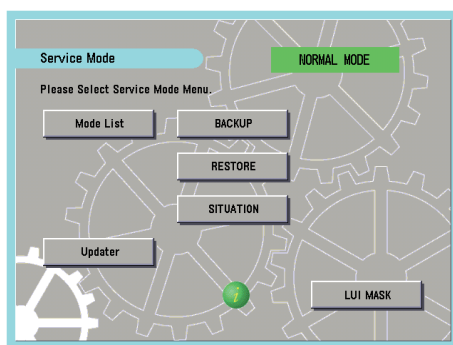 Service Mode
NORMAL MODE
Please Select Service Mode Menu.
Mode List
BACKUP
RESTORE
SITUATION
Updater
i
LUI MASK